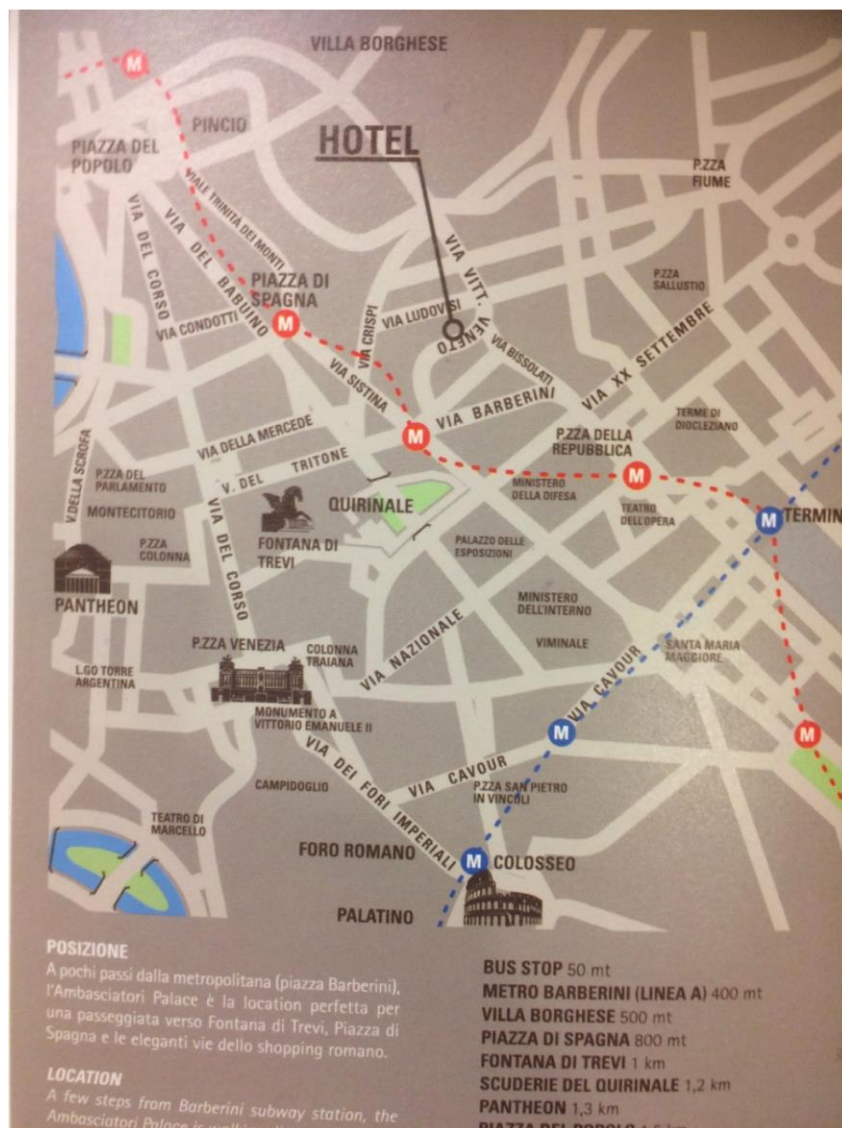 VILLA BORGHESE
M
PINCIO
HOTEL
PIAZZA DEL
POPOLO
P.ZZA
FIUME
VIALE TRINITÀ DEI MONTI
VIA DEL CORSO
VIA DEL BABUINO
VIA VITT. VENETO
PIAZZA DI
SPAGNA
P.ZZA
SALLUSTIO
M
VIA CONDOTTI
VIA CRISPI
VIA LUDOVISI
VIA BISSOLATI
VIA XX SETTEMBRE
VIA SISTINA
VIA BARBERINI
TERME DI
DIOCLEZIANO
VIA DELLA MERCEDE
M
P.ZZA DELLA
REPUBBLICA
V. DEL TRITONE
V.DELLA SCROFA
P.ZZA DEL
PARLAMENTO
M
MINISTERO
DELLA DIFESA
MONTECITORIO
QUIRINALE
TEATRO
DELL'OPERA
M
TERMIN
VIA DEL CORSO
P.ZZA
COLONNA
FONTANA DI
TREVI
PALAZZO DELLE
ESPOSIZIONI
PANTHEON
MINISTERO
DELL'INTERNO
P.ZZA VENEZIA
COLONNA
TRAIANA
VIA NAZIONALE
VIMINALE
SANTA MARIA
MAGGIORE
L.GO TORRE
ARGENTINA
VIA CAVOUR
MONUMENTO A
VITTORIO EMANUELE II
M
M
VIA DEI FORI IMPERIALI
CAMPIDOGLIO
VIA CAVOUR
P.ZZA SAN PIETRO
IN VINCOLI
TEATRO DI
MARCELLO
FORO ROMANO
M
COLOSSEO
PALATINO
POSIZIONE
A pochi passi dalla metropolitana (piazza Barberini),
l'Ambasciatori Palace è la location perfetta per
una passeggiata verso Fontana di Trevi, Piazza di
Spagna e le eleganti vie dello shopping romano.
LOCATION
A few steps from Barberini subway station, the
Ambasciatori Palace is
BUS STOP 50 mt
METRO BARBERINI (LINEA A) 400 mt
VILLA BORGHESE 500 mt
PIAZZA DI SPAGNA 800 mt
FONTANA DI TREVI 1 km
SCUDERIE DEL QUIRINALE 1,2 km
PANTHEON 1,3 km
PIAZZA DEL POPOLO 1,5 km